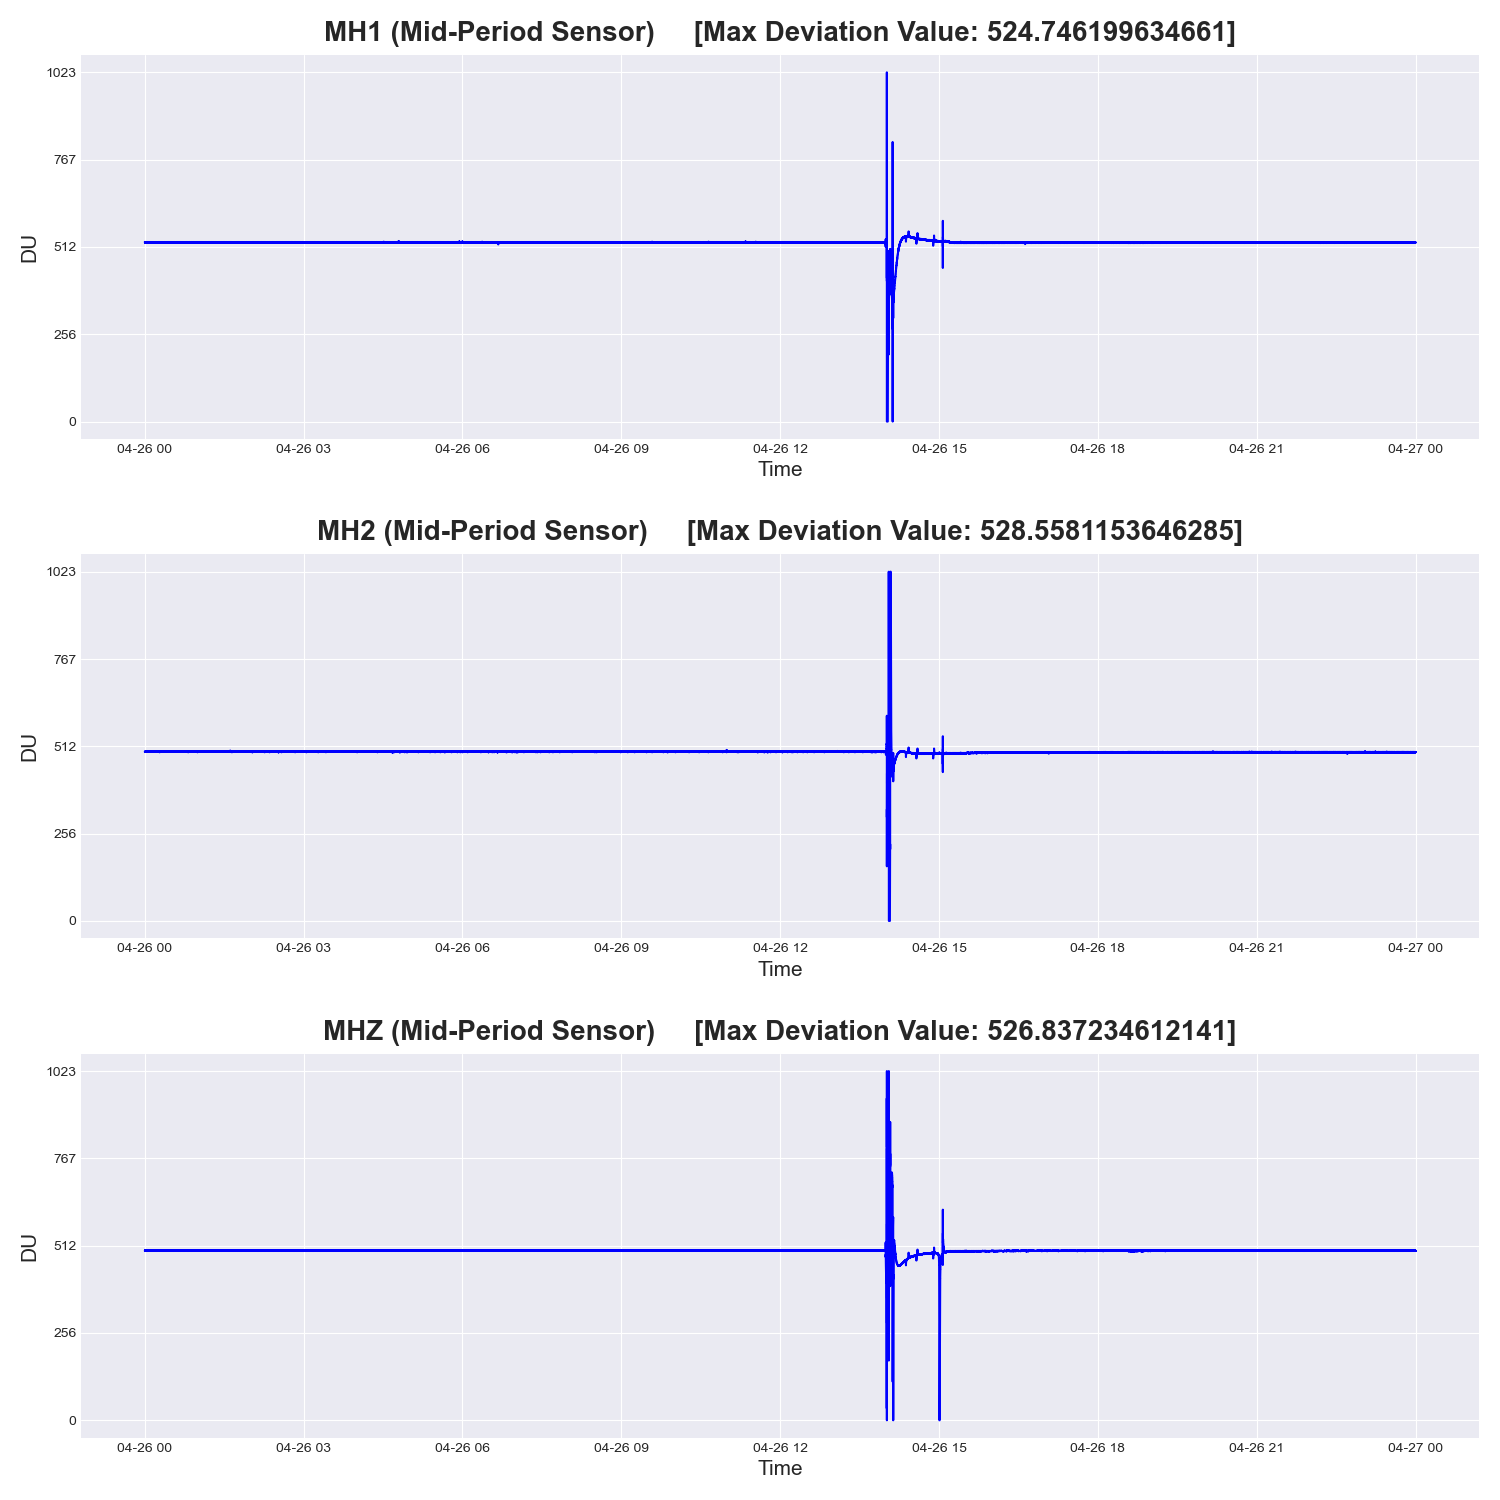 MH1 (Mid-Period Sensor) [Max Deviation Value: 524.746199634661]
1023
767
512
256
0
DU
04-26 00 04-26 03 04-26 06 04-26 09 04-26 12 04-26 15 04-26 18 04-26 21 04-27 00
Time
MH2 (Mid-Period Sensor) [Max Deviation Value: 528.5581153646285]
1023
767
512
256
0
DU
04-26 00 04-26 03 04-26 06 04-26 09 04-26 12 04-26 15 04-26 18 04-26 21 04-27 00
Time
MHZ (Mid-Period Sensor) [Max Deviation Value: 526.837234612141]
1023
767
512
256
0
DU
04-26 00 04-26 03 04-26 06 04-26 09 04-26 12 04-26 15 04-26 18 04-26 21 04-27 00
Time